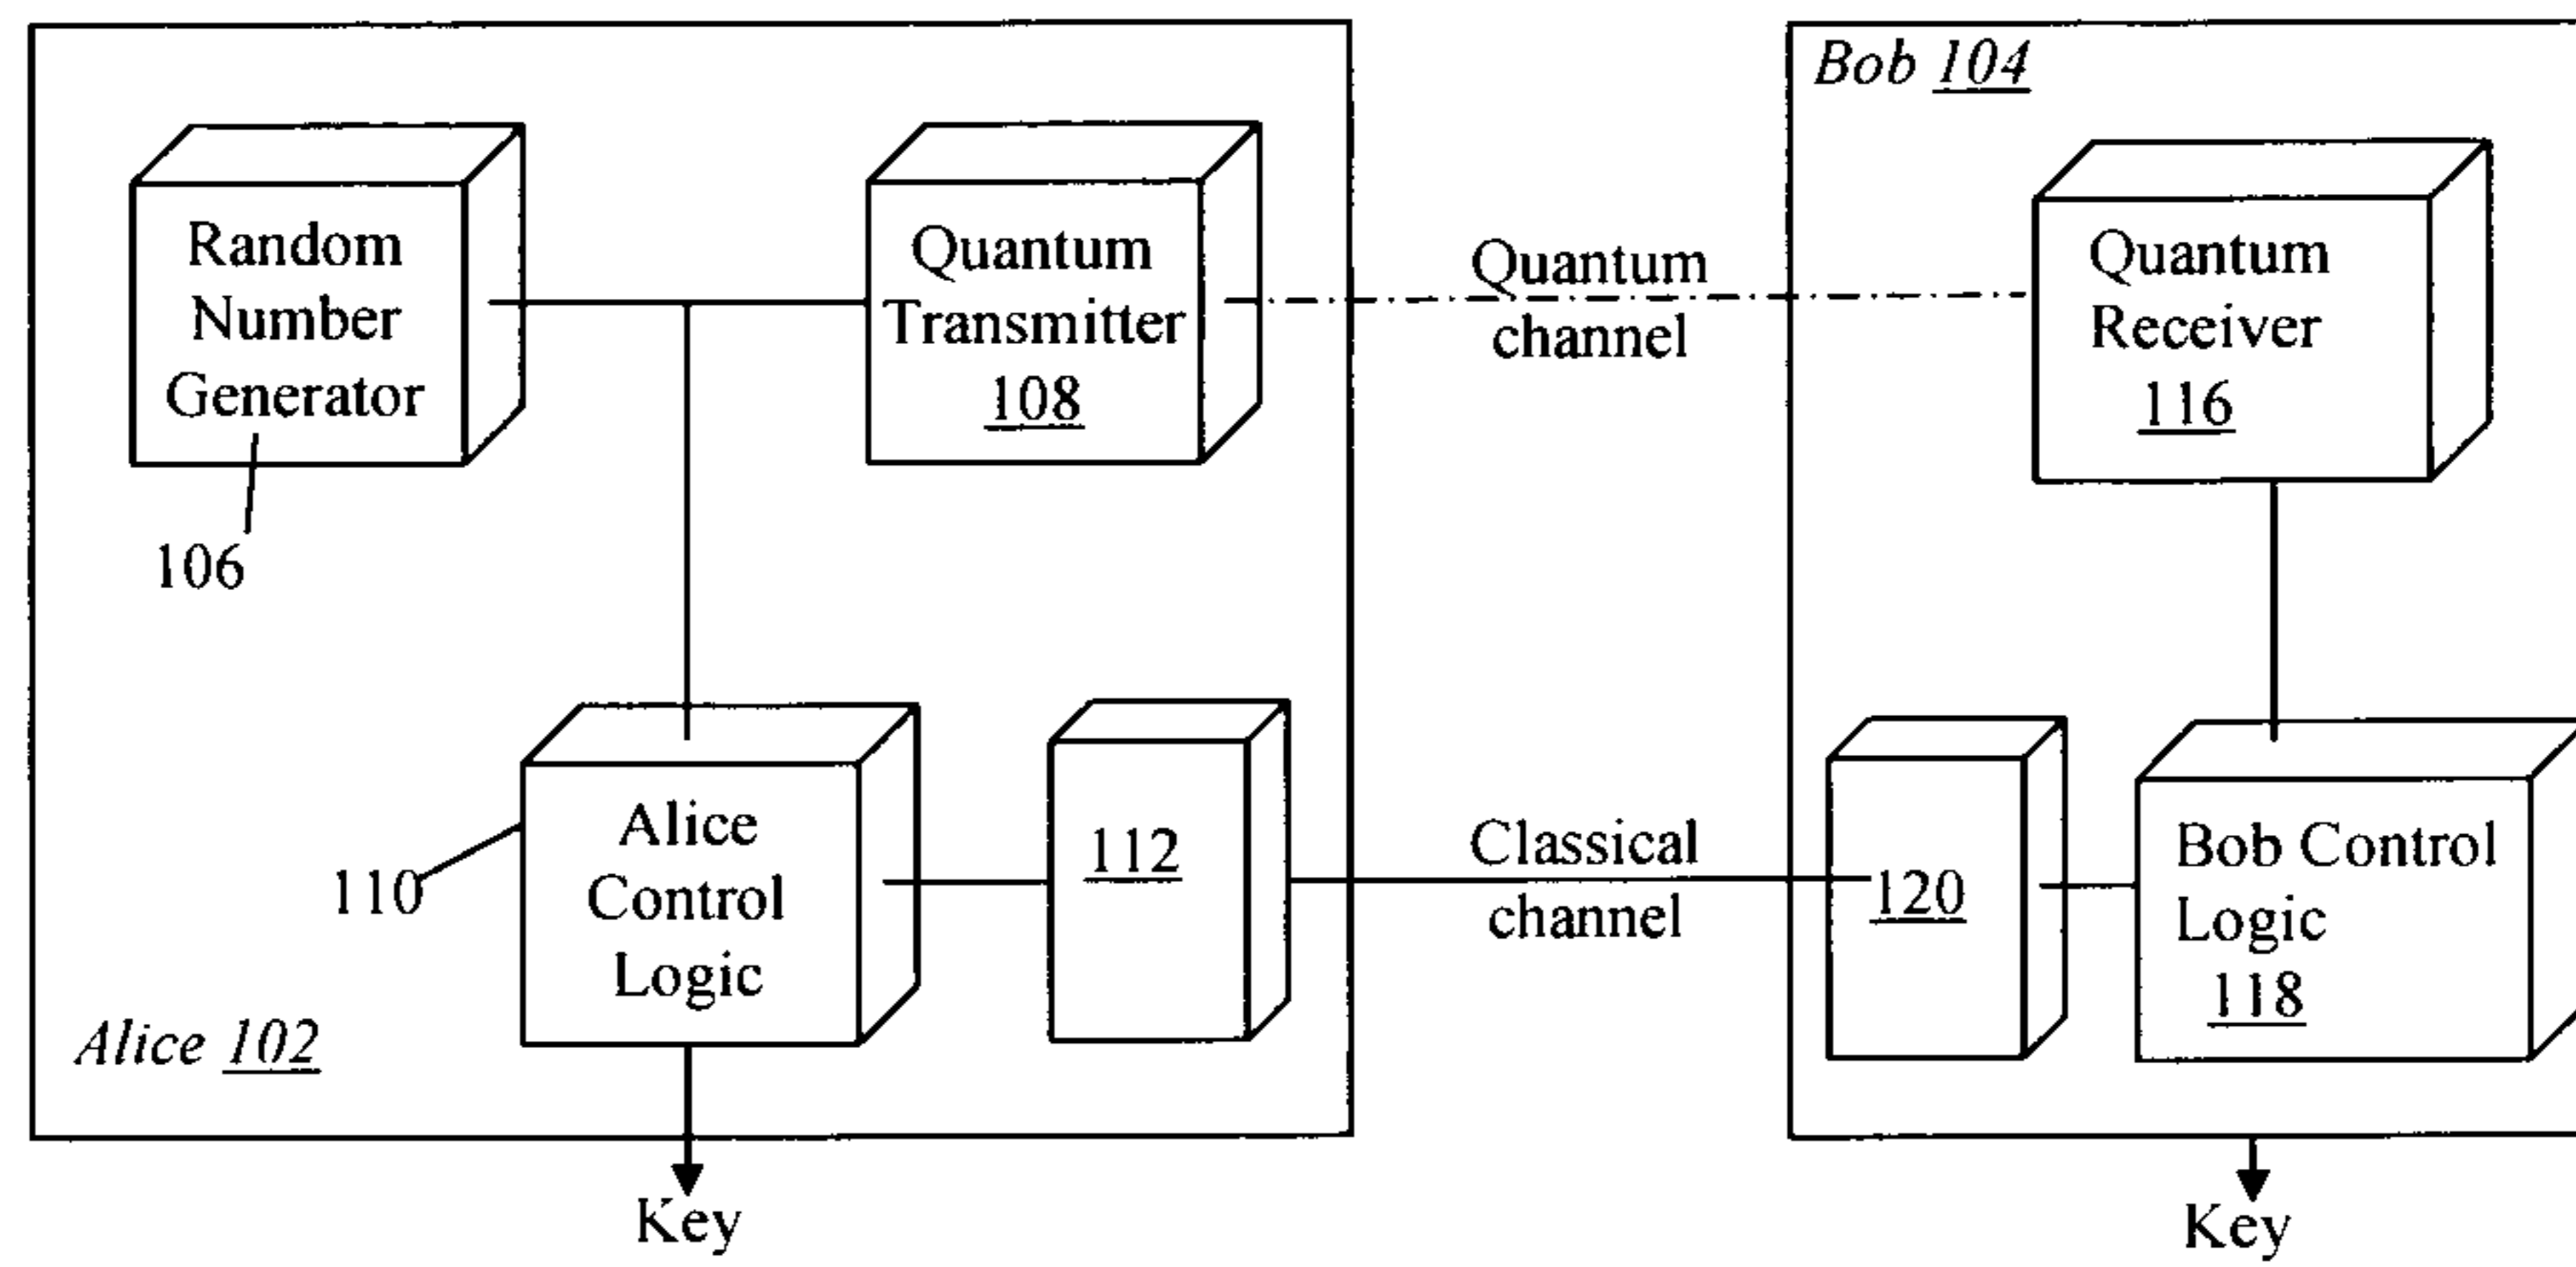 Bob 104
Random
Number
Generator
106
Quantum
Transmitter
108
Quantum
channel
Quantum
Receiver
116
Alice
Control
Logic
110
112
Classical
channel
120
Bob Control
Logic
118
Alice 102
Key
Key